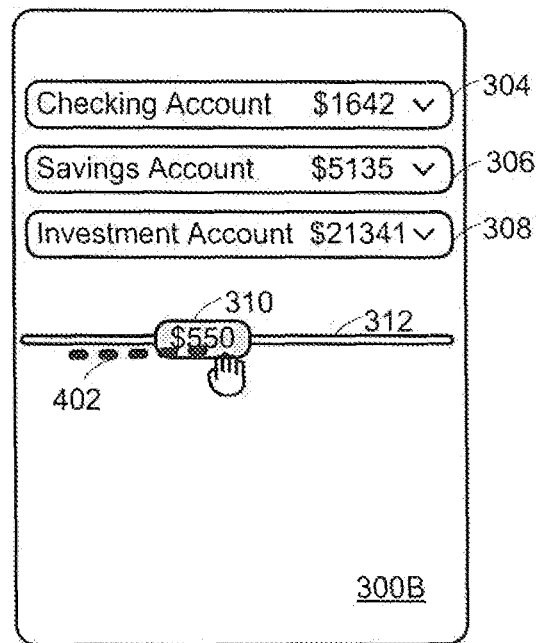 Checking Account $1642 304
Savings Account $5135 306
Investment Account $21341 308
310
312
$550
402
300B